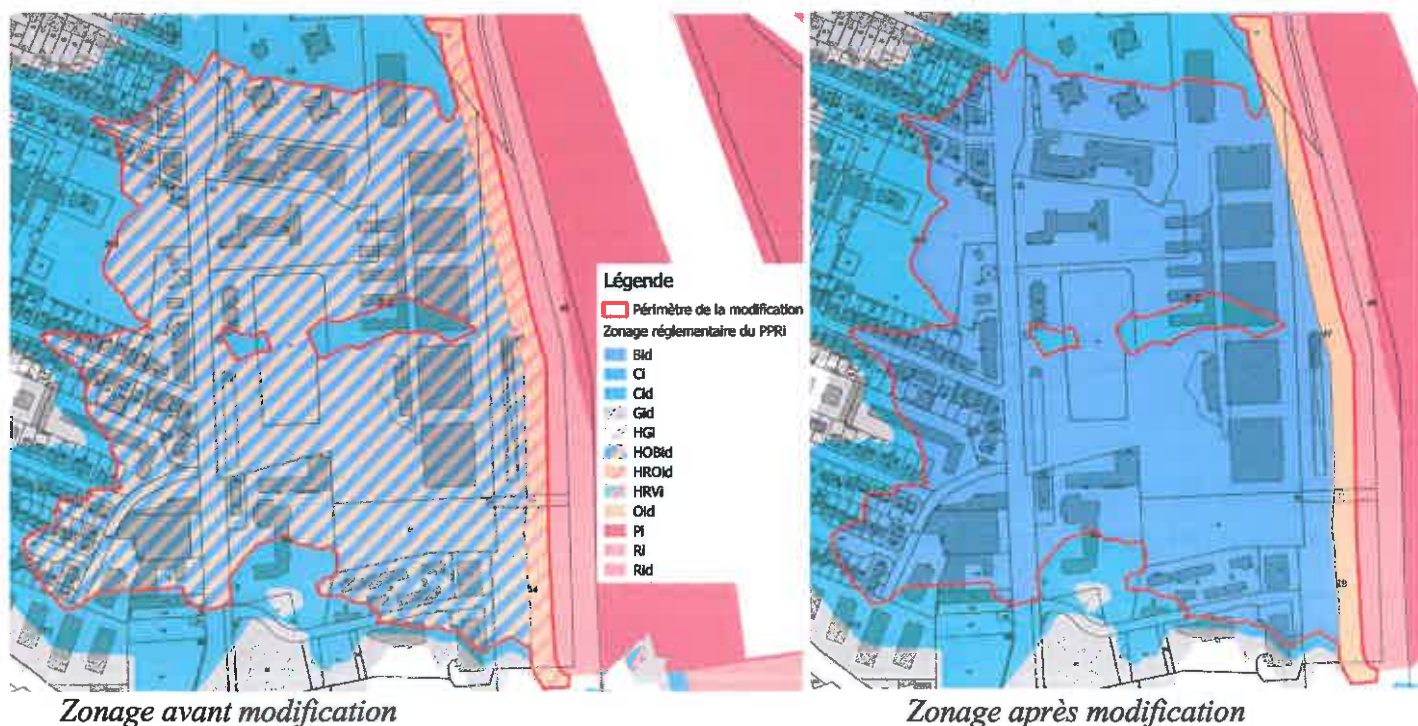 Légende
Périmètre de la modification
Zonage réglementaire du PPRi
Bid
Ci
Cid
Gid
HGi
HOBid
HROid
HRVi
Oid
Pi
Ri
Rid
Zonage avant modification
Zonage après modification